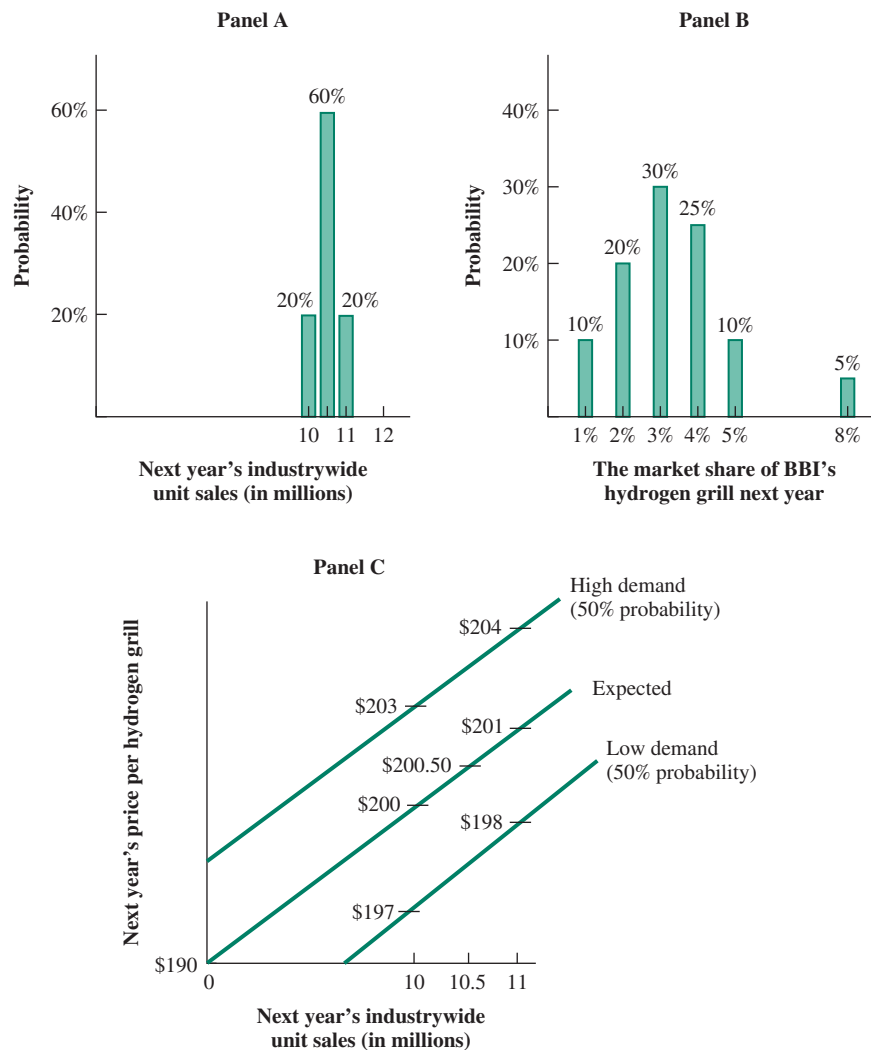 Panel A
Probability
60%
40%
20%
20%
60%
20%
10
11
12
Next year's industrywide
unit sales (in millions)
Panel B
Probability
40%
30%
20%
10%
10%
20%
30%
25%
10%
5%
1%
2%
3%
4%
5%
8%
The market share of BBI's
hydrogen grill next year
Panel C
Next year's price per hydrogen grill
High demand
(50% probability)
$204
$203
Expected
$201
$200.50
$200
Low demand
(50% probability)
$198
$197
$190
0
10
10.5
11
Next year's industrywide
unit sales (in millions)